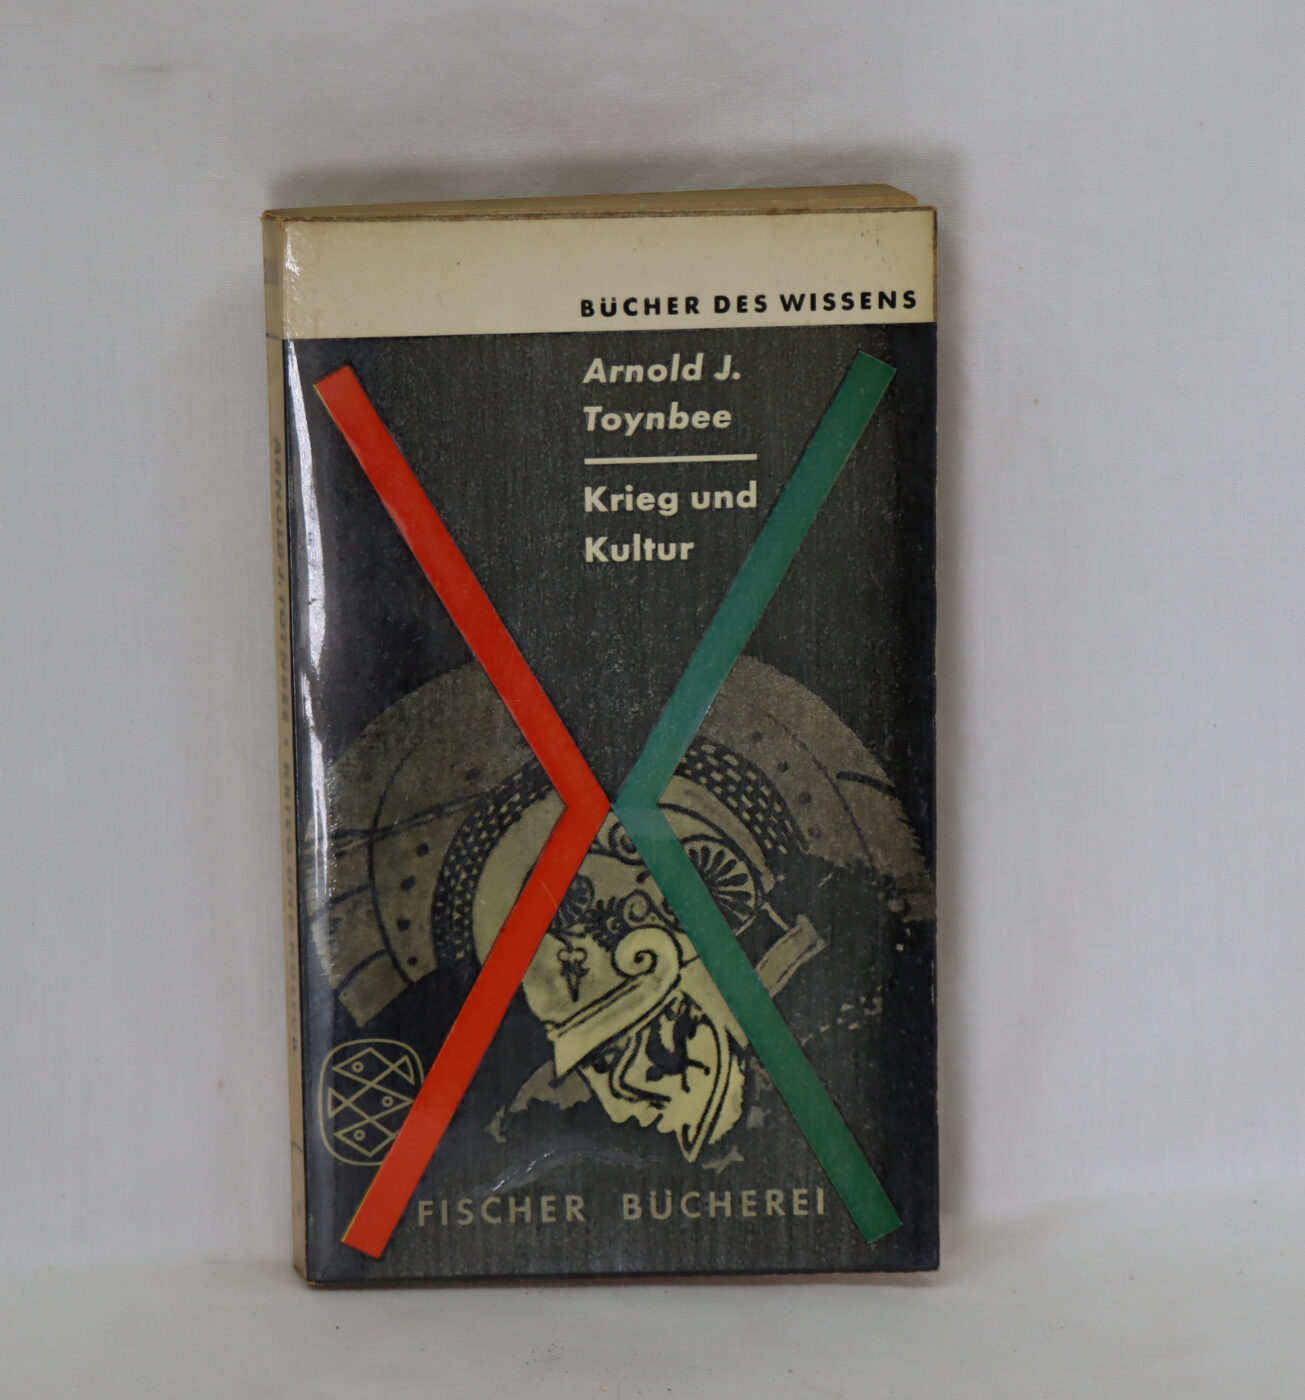 BÜCHER DES WISSENS
Arnold J.
Toynbee
Krieg und
Kultur
FISCHER BÜCHEREI
ARNOLD J. TOYNBEE · KRIEG UND KULTUR